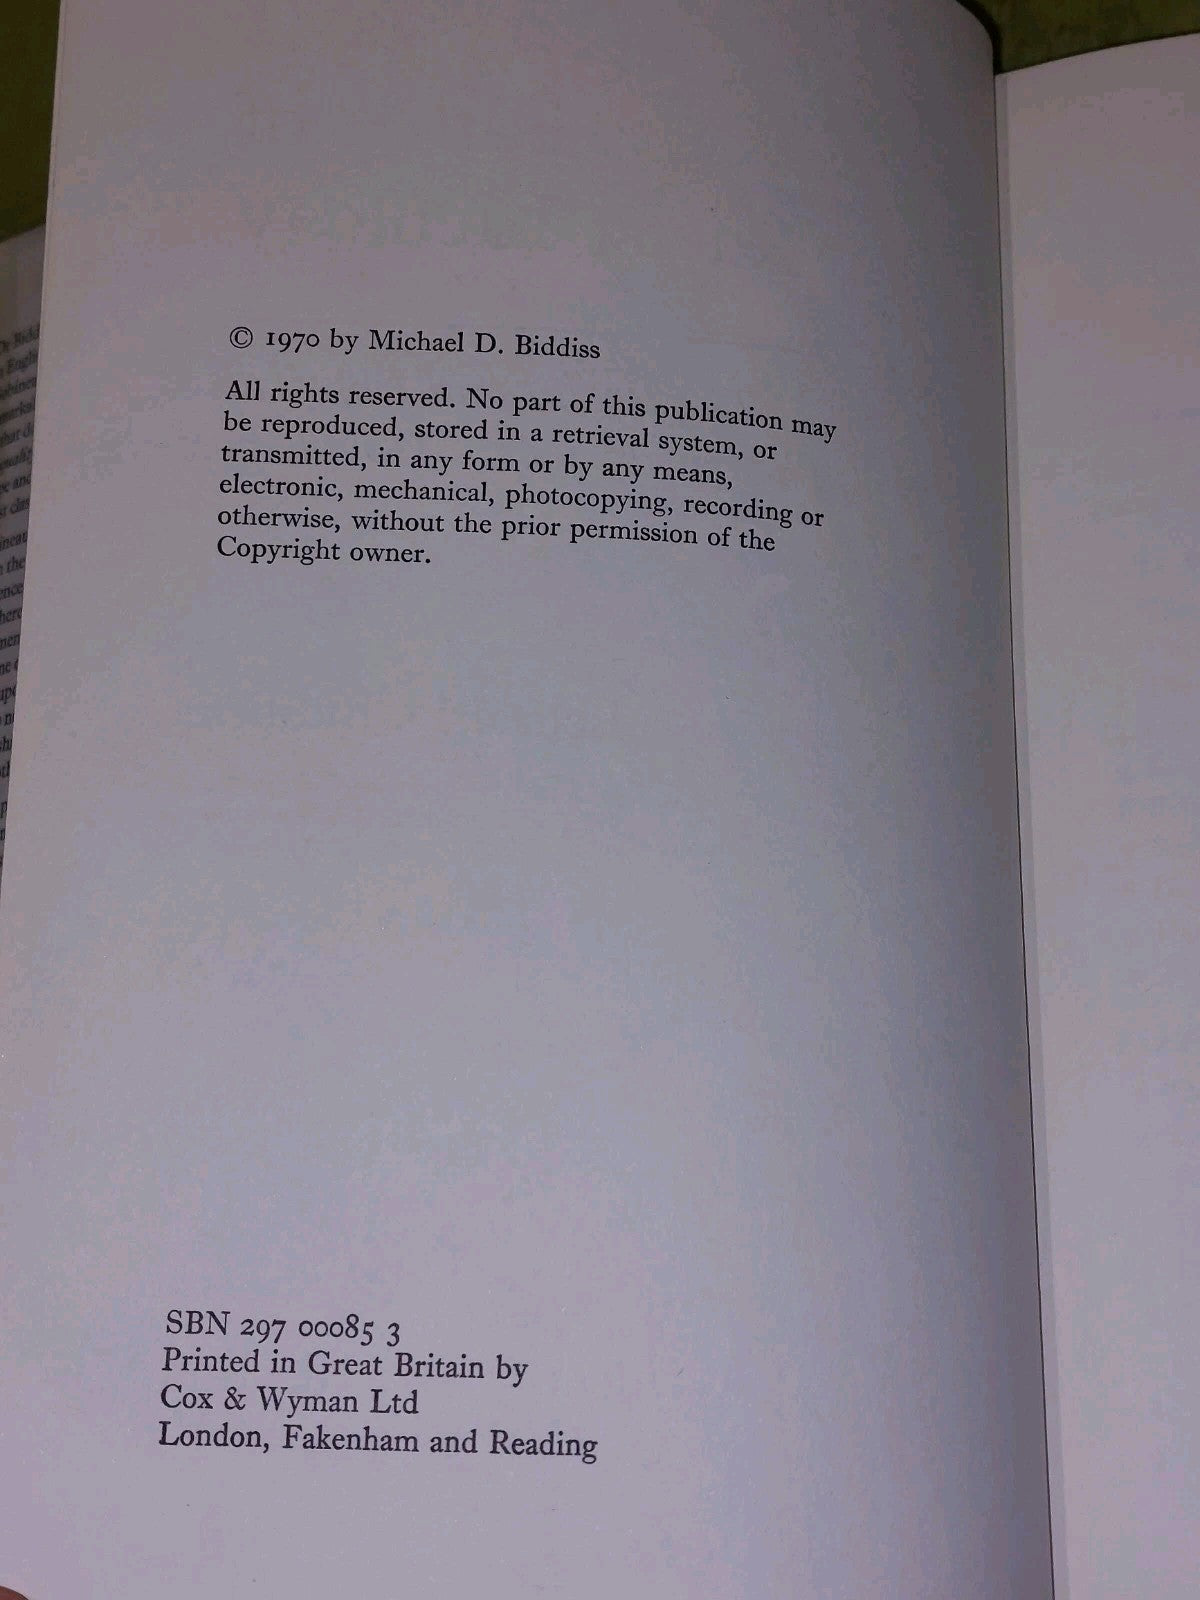 © 1970 by Michael D. Biddiss
All rights reserved. No part of this publication may
be reproduced, stored in a retrieval system, or
transmitted, in any form or by any means,
electronic, mechanical, photocopying, recording or
otherwise, without the prior permission of the
Copyright owner.
SBN 297 00085 3
Printed in Great Britain by
Cox & Wyman Ltd
London, Fakenham and Reading